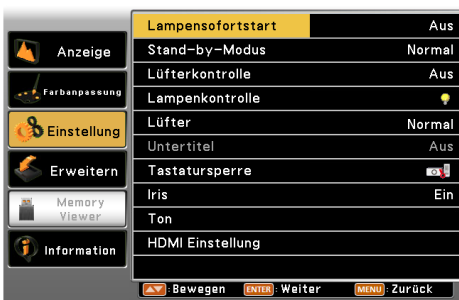 Anzeige
Farbanpassung
Einstellung
Erweitern
Memory
Viewer
Information
Lampensofortstart Aus
Stand-by-Modus Normal
Lüfterkontrolle Aus
Lampenkontrolle
Lüfter Normal
Untertitel Aus
Tastatursperre
Iris Ein
Ton
HDMI Einstellung
:Bewegen ENTER:Weiter MENU:Zurück